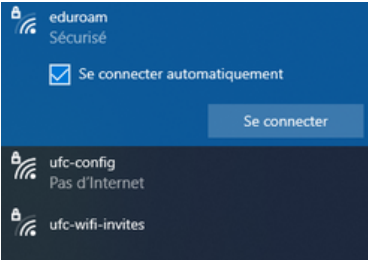 eduroam
Sécurisé
Se connecter automatiquement
Se connecter
ufc-config
Pas d'Internet
ufc-wifi-invites